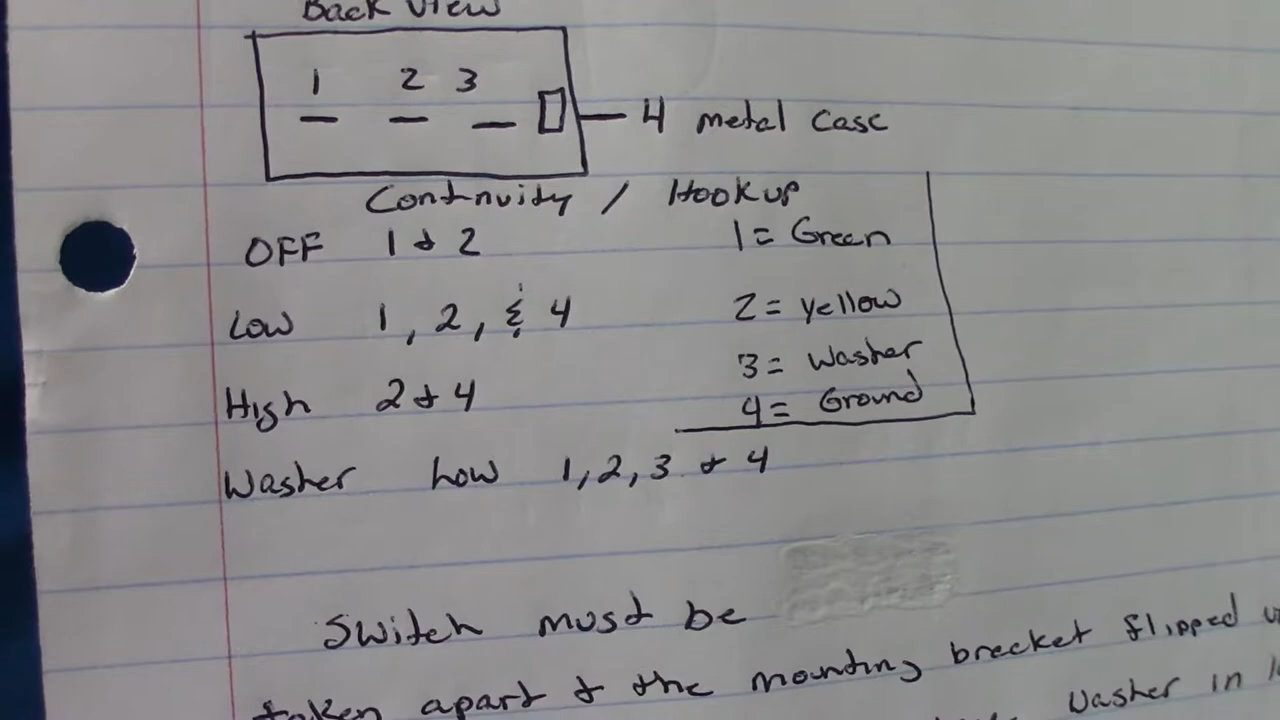 Back View
1 2 3
4 metal case
Continuity / Hookup
OFF 1 & 2 1 = Green
Low 1, 2, & 4 2 = yellow
3 = Washer
High 2 & 4 4 = Ground
Washer Low 1, 2, 3 & 4
Switch must be
taken apart & the mounting bracket flipped
Washer in